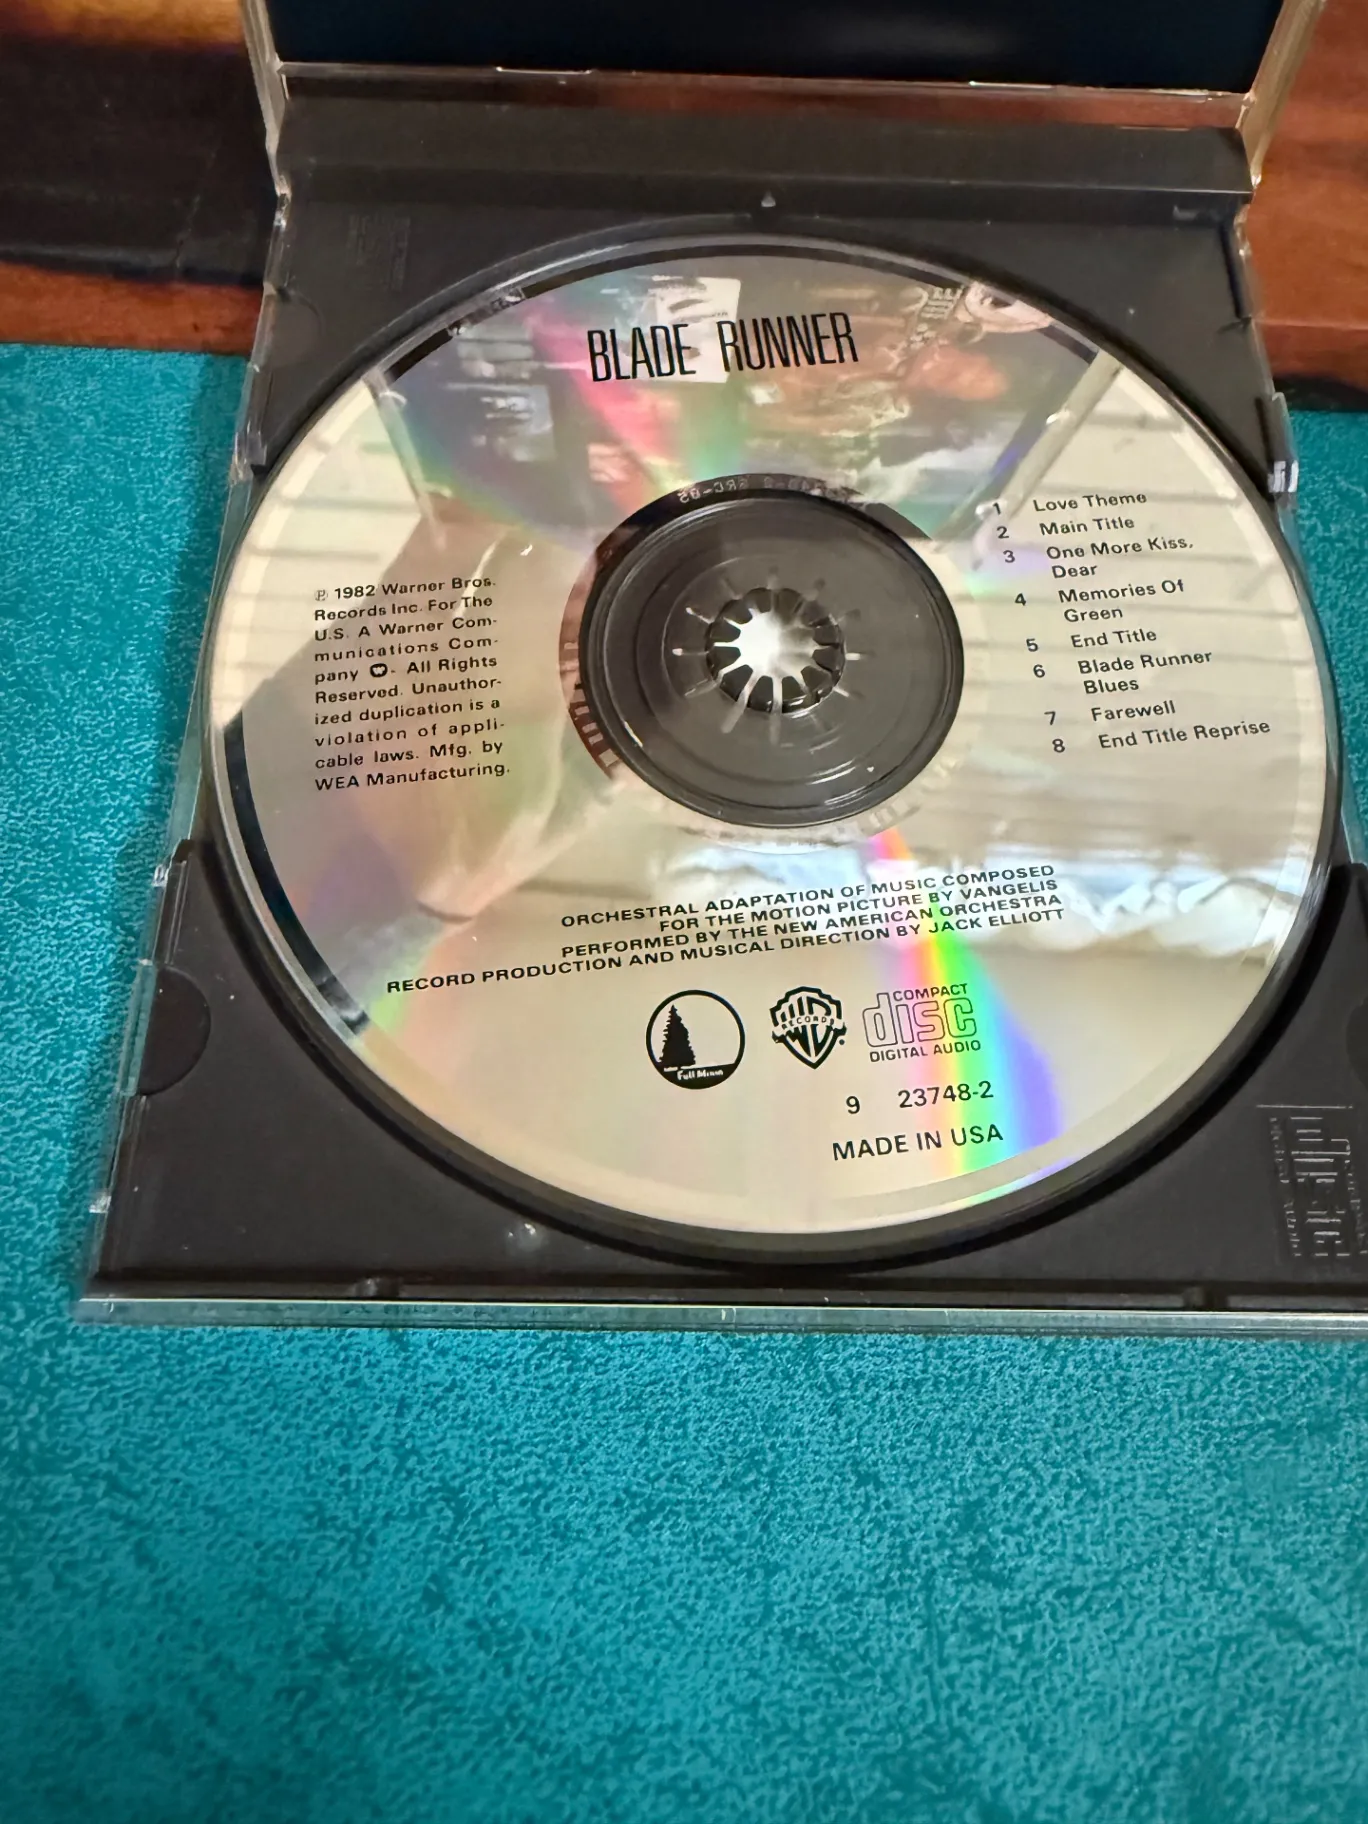 BLADE RUNNER
℗ 1982 Warner Bros.
Records Inc. For The
U.S. A Warner Com-
munications Com-
pany . All Rights
Reserved. Unauthor-
ized duplication is a
violation of appli-
cable laws. Mfg. by
WEA Manufacturing.
1 Love Theme
2 Main Title
3 One More Kiss,
Dear
4 Memories Of
Green
5 End Title
6 Blade Runner
Blues
7 Farewell
8 End Title Reprise
ORCHESTRAL ADAPTATION OF MUSIC COMPOSED
FOR THE MOTION PICTURE BY VANGELIS
PERFORMED BY THE NEW AMERICAN ORCHESTRA
RECORD PRODUCTION AND MUSICAL DIRECTION BY JACK ELLIOTT
Full Moon
RECORDS
COMPACT
disc
DIGITAL AUDIO
9 23748-2
MADE IN USA